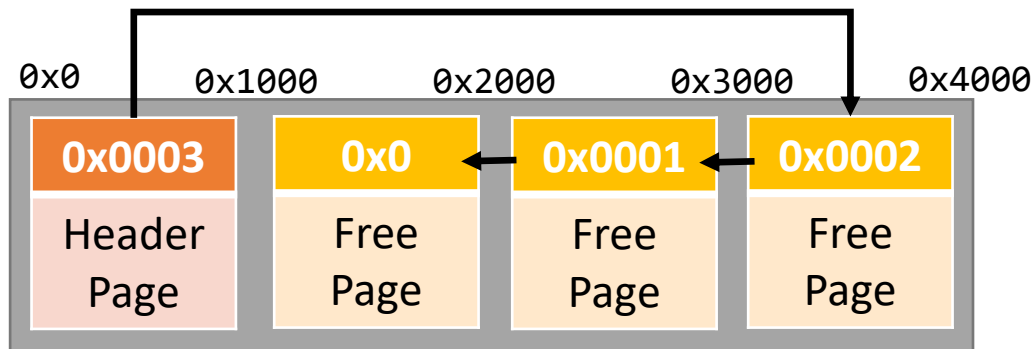 0x0 0x1000 0x2000 0x3000 0x4000
0x0003 0x0 0x0001 0x0002
Header Free Free Free
Page Page Page Page